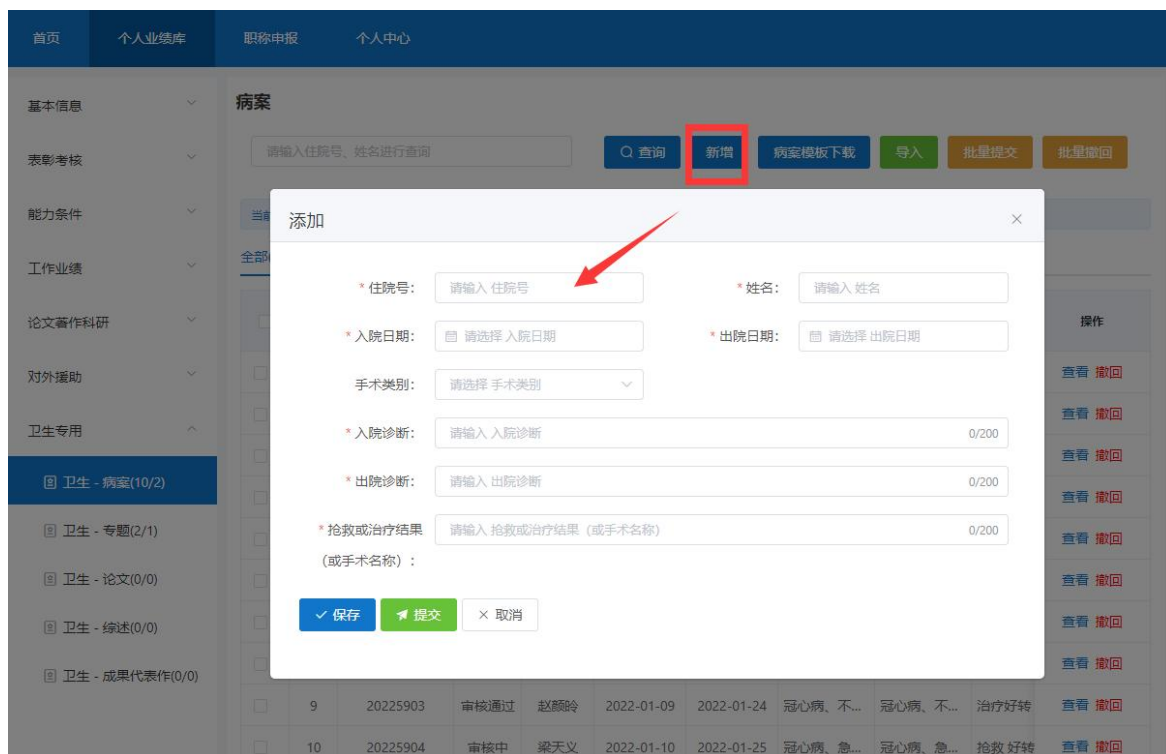 首页 个人业绩库 职称申报 个人中心
基本信息
表彰考核
能力条件
工作业绩
论文著作科研
对外援助
卫生专用
卫生 - 病案(10/2)
卫生 - 专题(2/1)
卫生 - 论文(0/0)
卫生 - 综述(0/0)
卫生 - 成果代表作(0/0)
病案
请输入住院号、姓名进行查询 查询 新增 病案模板下载 导入 批量提交 批量撤回
当前
全部
操作
添加
* 住院号: 请输入 住院号 * 姓名: 请输入 姓名
* 入院日期: 请选择 入院日期 * 出院日期: 请选择 出院日期
手术类别: 请选择 手术类别
* 入院诊断: 请输入 入院诊断 0/200
* 出院诊断: 请输入 出院诊断 0/200
* 抢救或治疗结果 请输入 抢救或治疗结果（或手术名称） 0/200
（或手术名称）:
保存 提交 取消
查看 撤回
查看 撤回
查看 撤回
查看 撤回
查看 撤回
查看 撤回
查看 撤回
查看 撤回
9 20225903 审核通过 赵颜昤 2022-01-09 2022-01-24 冠心病、不... 冠心病、不... 治疗好转 查看 撤回
10 20225904 审核中 梁天义 2022-01-10 2022-01-25 冠心病、急... 冠心病、急... 抢救 好转 查看 撤回